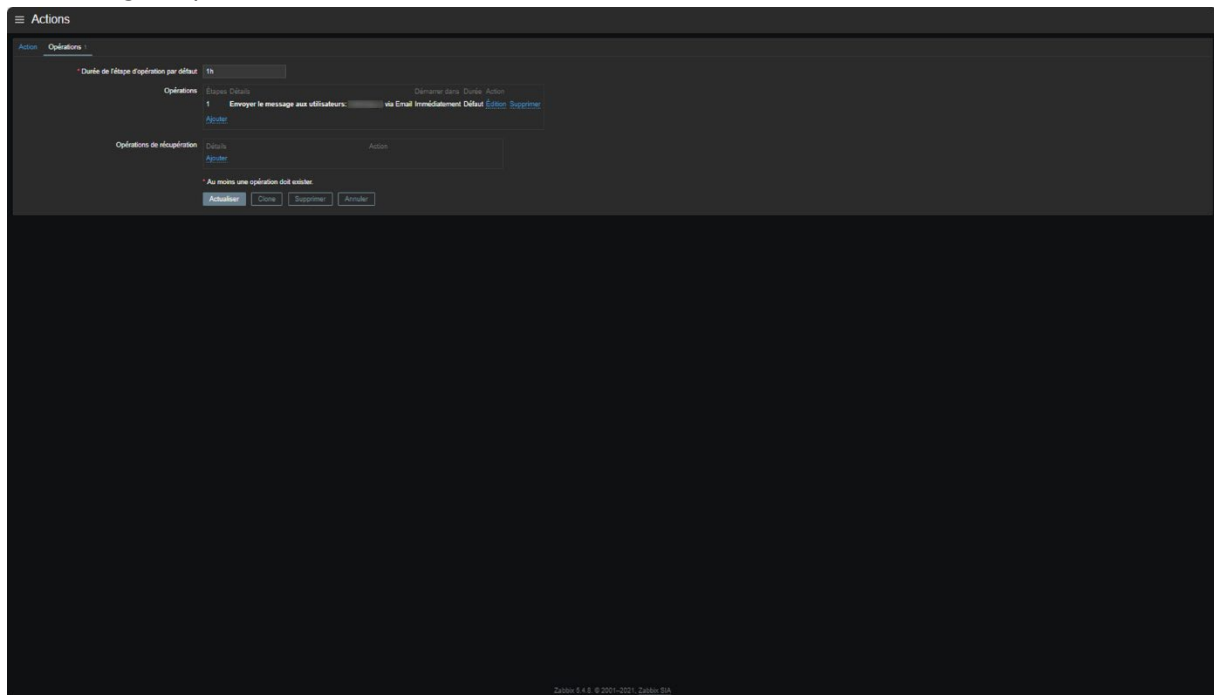 Actions
Action Opérations 1
* Durée de l'étape d'opération par défaut 1h
Opérations Étapes Détails Démarrer dans Durée Action
1 Envoyer le message aux utilisateurs: via Email Immédiatement Défaut Édition Supprimer
Ajouter
Opérations de résupération Détails Action
Ajouter
* Au moins une opération doit exister.
Actualiser Clone Supprimer Annuler
Zabbix 5.4.8. © 2001–2021, Zabbix SIA